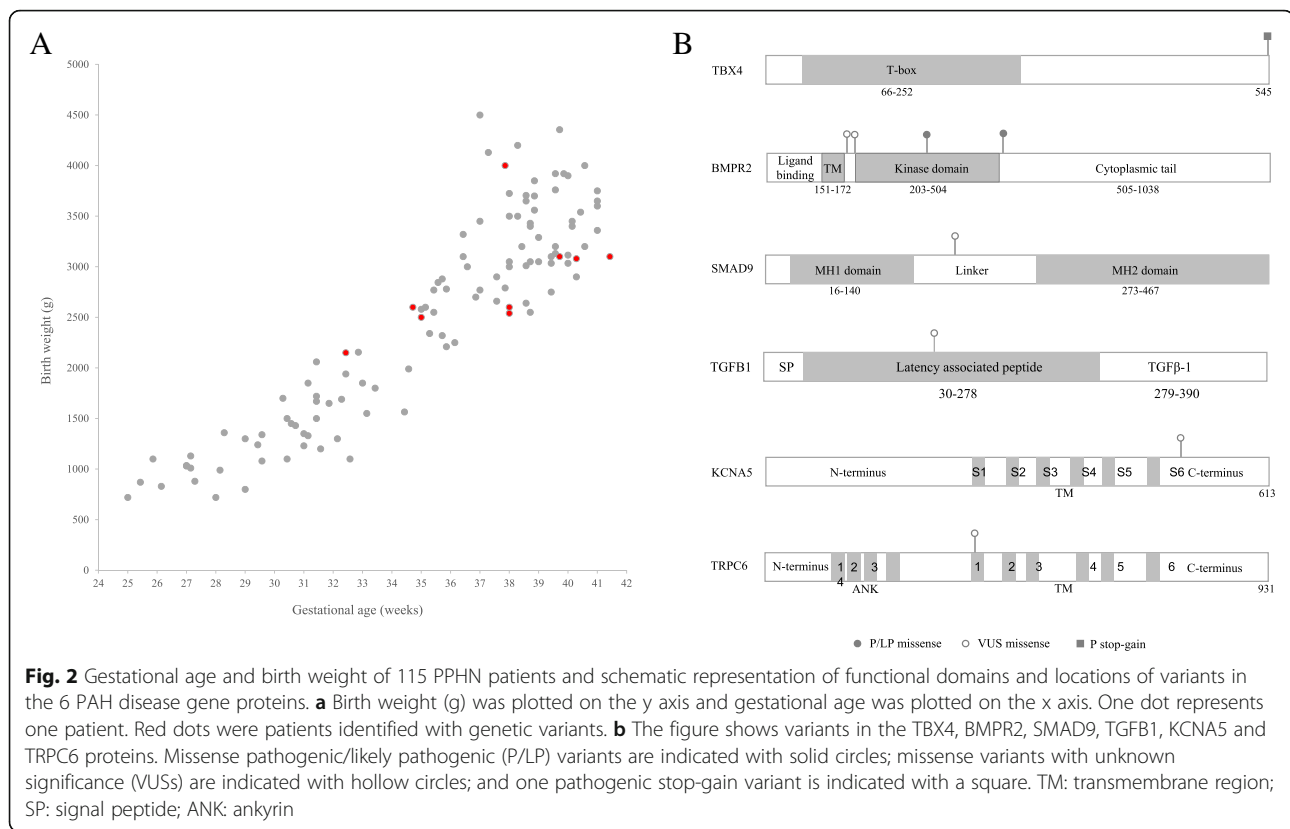 A
5000
4500
4000
3500
3000
2500
2000
1500
1000
500
0
Birth weight (g)
24 25 26 27 28 29 30 31 32 33 34 35 36 37 38 39 40 41 42
Gestational age (weeks)
B
TBX4
T-box
66-252
545
BMPR2
Ligand
binding
TM
Kinase domain
Cytoplasmic tail
151-172
203-504
505-1038
SMAD9
MH1 domain
Linker
MH2 domain
16-140
273-467
TGFB1
SP
Latency associated peptide
TGFβ-1
30-278
279-390
KCNA5
N-terminus
S1
S2
S3
S4
S5
S6
C-terminus
TM
613
TRPC6
N-terminus
1
2
3
4
1
2
3
4
5
6
C-terminus
ANK
TM
931
P/LP missense
VUS missense
P stop-gain
Fig. 2 Gestational age and birth weight of 115 PPHN patients and schematic representation of functional domains and locations of variants in
the 6 PAH disease gene proteins. a Birth weight (g) was plotted on the y axis and gestational age was plotted on the x axis. One dot represents
one patient. Red dots were patients identified with genetic variants. b The figure shows variants in the TBX4, BMPR2, SMAD9, TGFB1, KCNA5 and
TRPC6 proteins. Missense pathogenic/likely pathogenic (P/LP) variants are indicated with solid circles; missense variants with unknown
significance (VUSs) are indicated with hollow circles; and one pathogenic stop-gain variant is indicated with a square. TM: transmembrane region;
SP: signal peptide; ANK: ankyrin